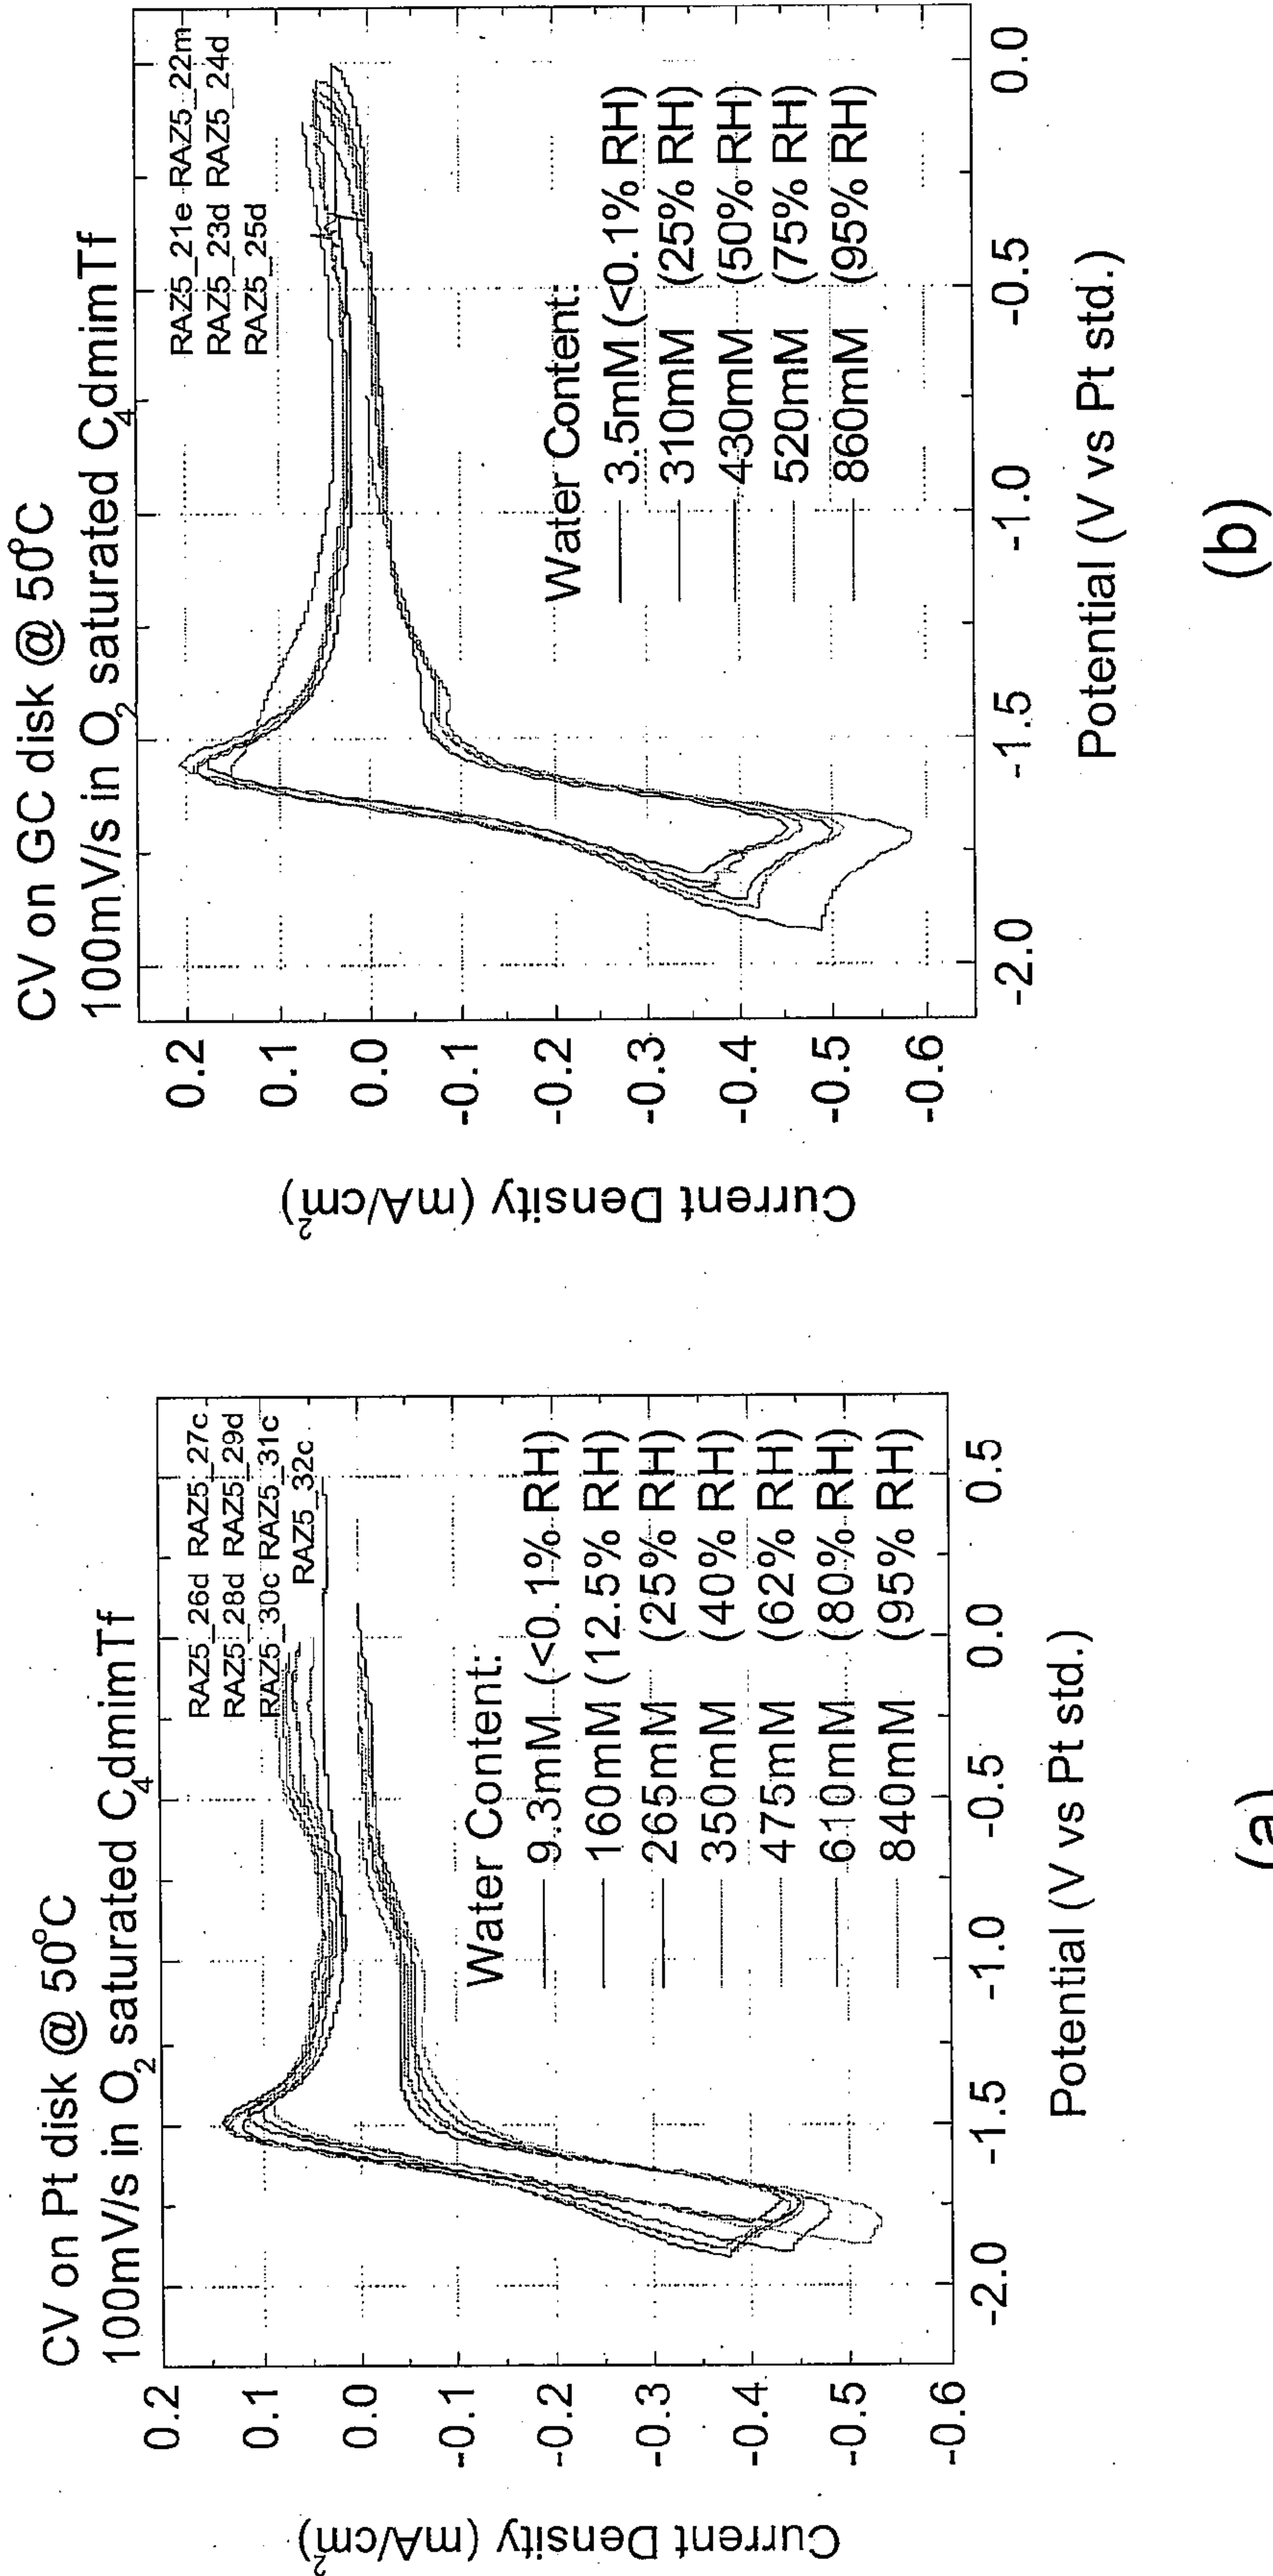 CV on Pt disk @ 50°C
100mV/s in O2 saturated C4dmimTf
RAZ5_26d RAZ5_27c
RAZ5_28d RAZ5_29d
RAZ5_30c RAZ5_31c
RAZ5_32c
0.2
0.1
0.0
-0.1
-0.2
-0.3
-0.4
-0.5
-0.6
Current Density (mA/cm2)
Water Content:
9.3mM (<0.1% RH)
160mM (12.5% RH)
265mM (25% RH)
350mM (40% RH)
475mM (62% RH)
610mM (80% RH)
840mM (95% RH)
-2.0 -1.5 -1.0 -0.5 0.0 0.5
Potential (V vs Pt std.)
(a)
CV on GC disk @ 50°C
100mV/s in O2 saturated C4dmimTf
RAZ5_21e RAZ5_22m
RAZ5_23d RAZ5_24d
RAZ5_25d
0.2
0.1
0.0
-0.1
-0.2
-0.3
-0.4
-0.5
-0.6
Current Density (mA/cm2)
Water Content:
3.5mM (<0.1% RH)
310mM (25% RH)
430mM (50% RH)
520mM (75% RH)
860mM (95% RH)
-2.0 -1.5 -1.0 -0.5 0.0
Potential (V vs Pt std.)
(b)